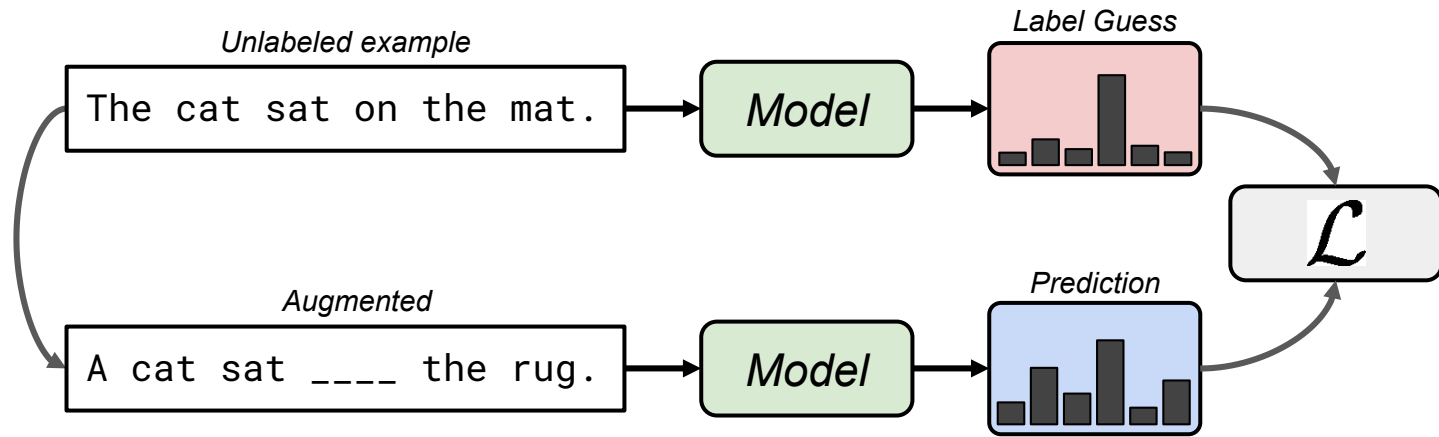 Unlabeled example
The cat sat on the mat.
Model
Label Guess
ℒ
Augmented
A cat sat ____ the rug.
Model
Prediction